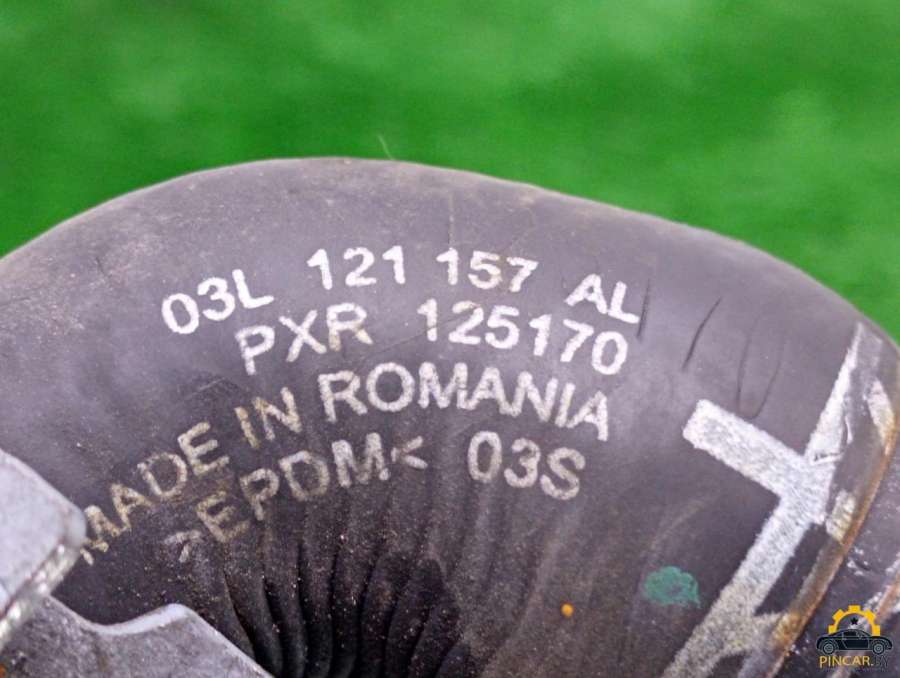 03L 121 157 AL
PXR 125170
MADE IN ROMANIA
>EPDM< 03S
PINCAR.BY